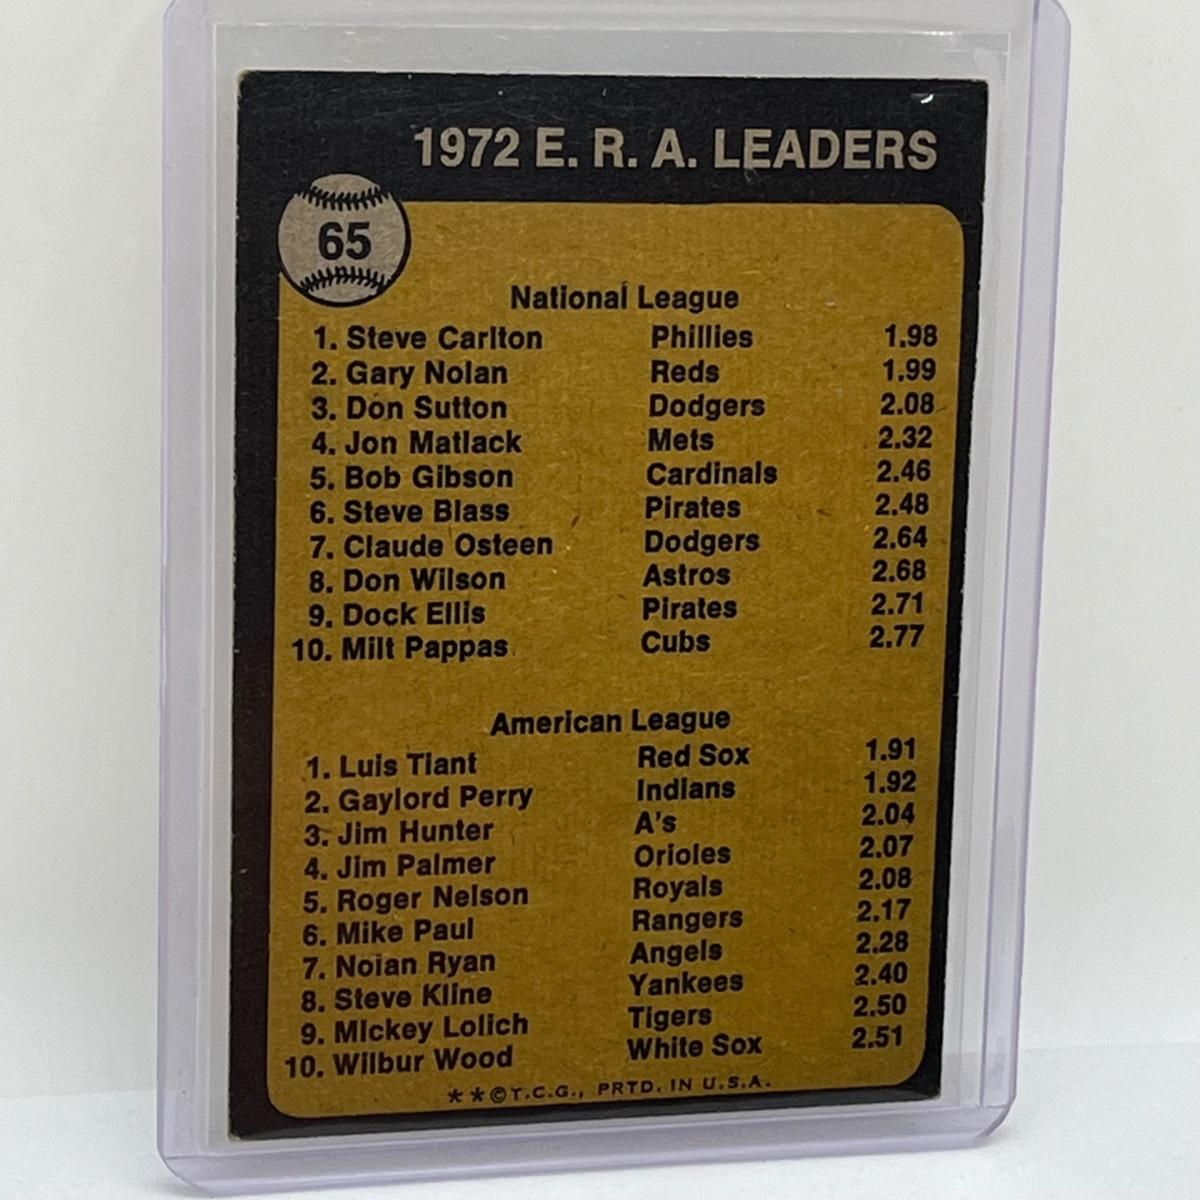 1972 E. R. A. LEADERS
65
National League
1. Steve Carlton Phillies 1.98
2. Gary Nolan Reds 1.99
3. Don Sutton Dodgers 2.08
4. Jon Matlack Mets 2.32
5. Bob Gibson Cardinals 2.46
6. Steve Blass Pirates 2.48
7. Claude Osteen Dodgers 2.64
8. Don Wilson Astros 2.68
9. Dock Ellis Pirates 2.71
10. Milt Pappas Cubs 2.77
American League
1. Luis Tiant Red Sox 1.91
2. Gaylord Perry Indians 1.92
3. Jim Hunter A's 2.04
4. Jim Palmer Orioles 2.07
5. Roger Nelson Royals 2.08
6. Mike Paul Rangers 2.17
7. Nolan Ryan Angels 2.28
8. Steve Kline Yankees 2.40
9. Mickey Lolich Tigers 2.50
10. Wilbur Wood White Sox 2.51
**©T.C.G., PRTD. IN U.S.A.